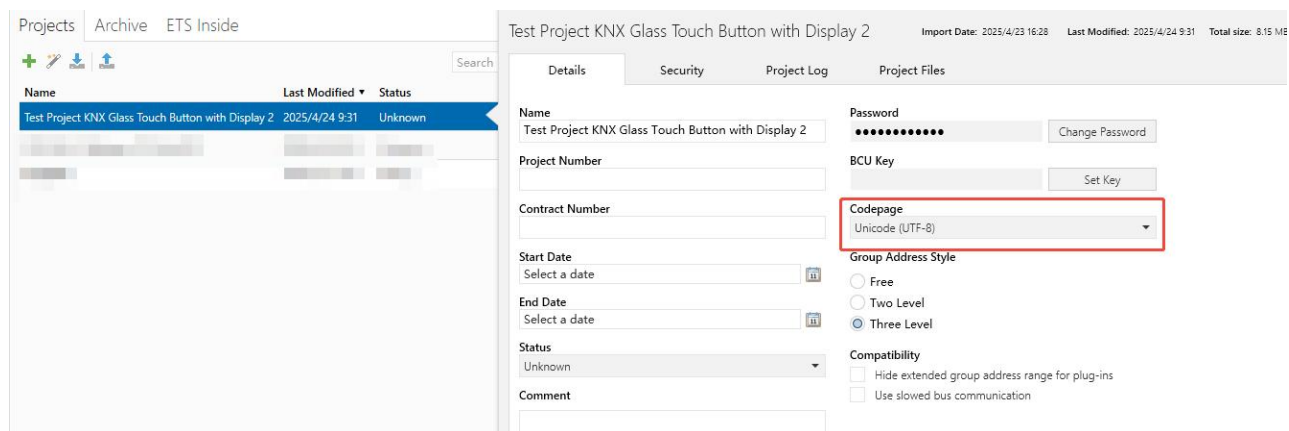 Projects Archive ETS Inside
Search
Name Last Modified Status
Test Project KNX Glass Touch Button with Display 2 2025/4/24 9:31 Unknown
Test Project KNX Glass Touch Button with Display 2 Import Date: 2025/4/23 16:28 Last Modified: 2025/4/24 9:31 Total size: 8.15 MB
Details Security Project Log Project Files
Name
Test Project KNX Glass Touch Button with Display 2
Project Number
Contract Number
Start Date
Select a date
End Date
Select a date
Status
Unknown
Comment
Password
●●●●●●●●●●●● Change Password
BCU Key
Set Key
Codepage
Unicode (UTF-8)
Group Address Style
Free
Two Level
Three Level
Compatibility
Hide extended group address range for plug-ins
Use slowed bus communication